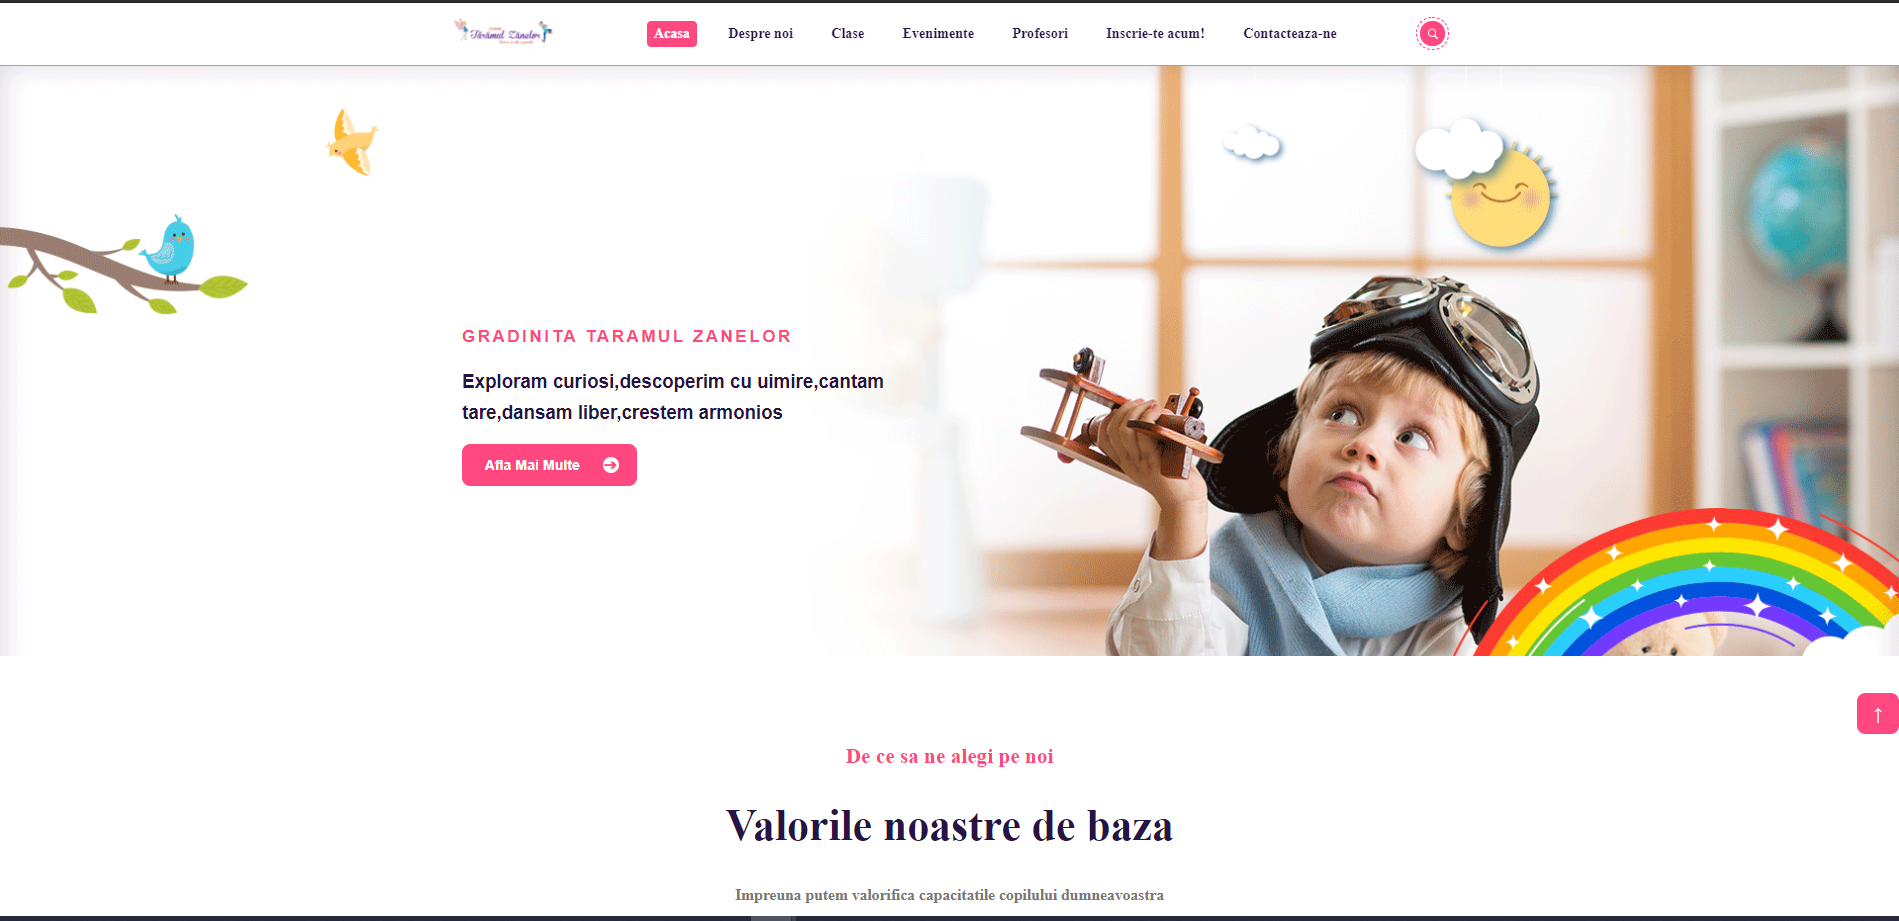 Tărâmul Zânelor
Acasa
Despre noi
Clase
Evenimente
Profesori
Inscrie-te acum!
Contacteaza-ne
GRADINITA TARAMUL ZANELOR
Exploram curiosi,descoperim cu uimire,cantam
tare,dansam liber,crestem armonios
Afla Mai Multe
De ce sa ne alegi pe noi
Valorile noastre de baza
Impreuna putem valorifica capacitatile copilului dumneavoastra